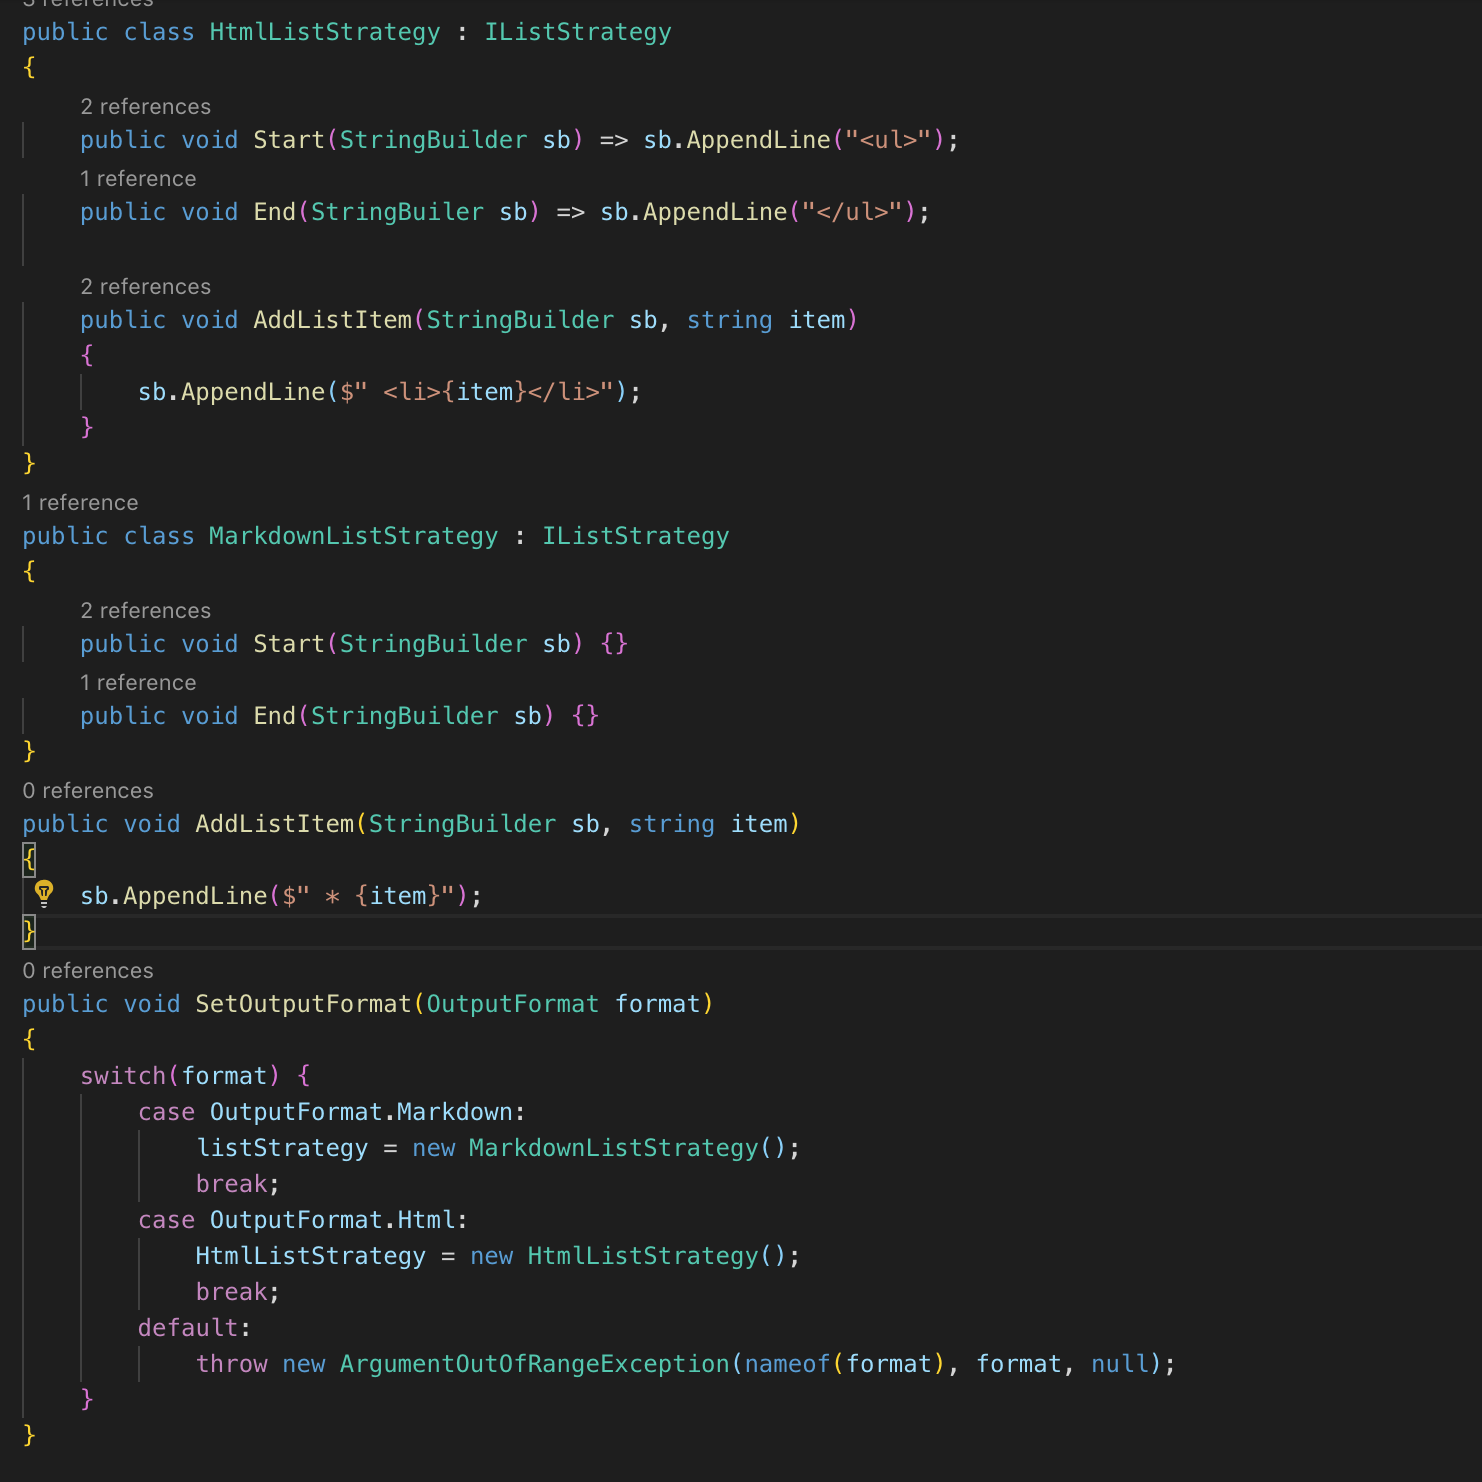 3 references
public class HtmlListStrategy : IListStrategy
{
2 references
public void Start(StringBuilder sb) => sb.AppendLine("<ul>");
1 reference
public void End(StringBuiler sb) => sb.AppendLine("</ul>");
2 references
public void AddListItem(StringBuilder sb, string item)
{
sb.AppendLine($" <li>{item}</li>");
}
}
1 reference
public class MarkdownListStrategy : IListStrategy
{
2 references
public void Start(StringBuilder sb) {}
1 reference
public void End(StringBuilder sb) {}
}
0 references
public void AddListItem(StringBuilder sb, string item)
{
sb.AppendLine($" * {item}");
}
0 references
public void SetOutputFormat(OutputFormat format)
{
switch(format) {
case OutputFormat.Markdown:
listStrategy = new MarkdownListStrategy();
break;
case OutputFormat.Html:
HtmlListStrategy = new HtmlListStrategy();
break;
default:
throw new ArgumentOutOfRangeException(nameof(format), format, null);
}
}